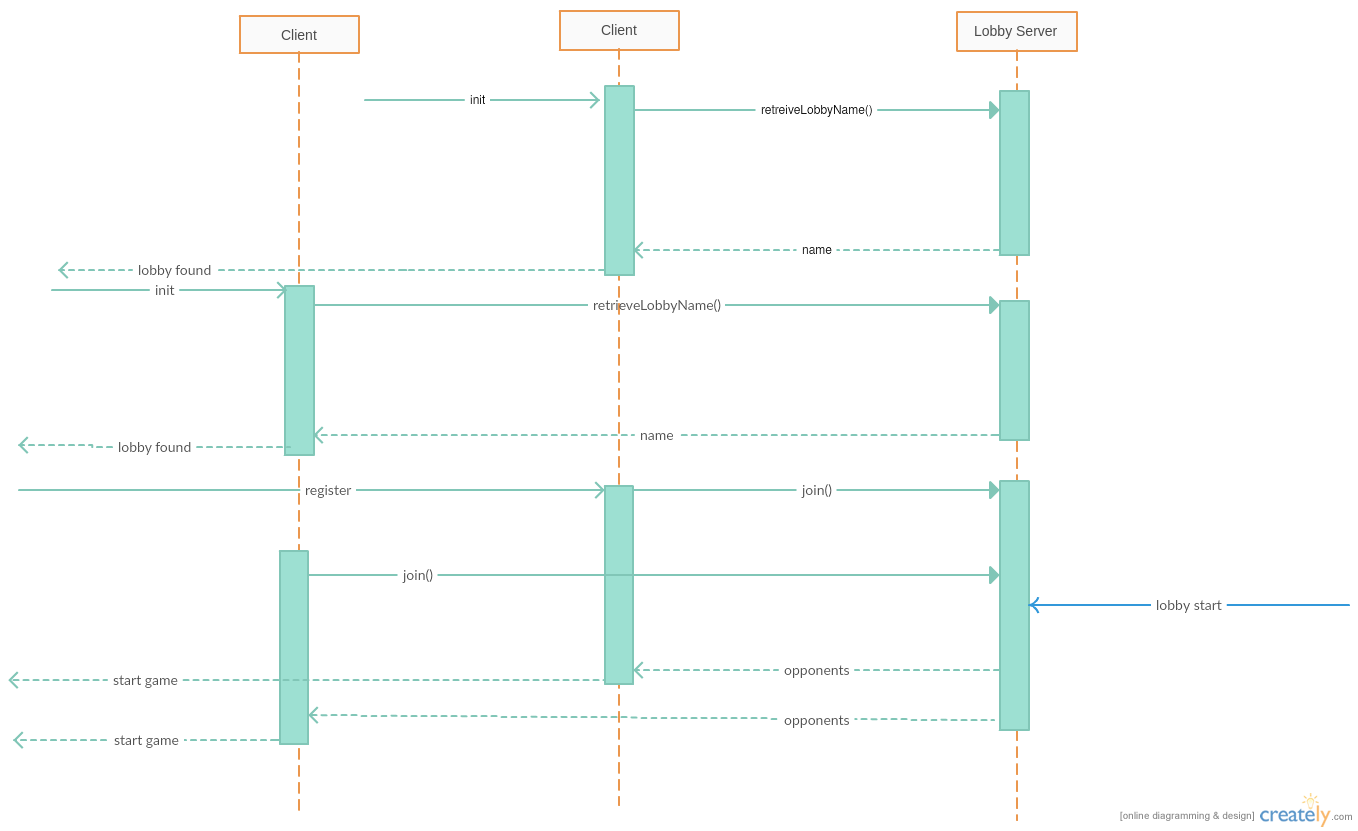 Client
Client
Lobby Server
init
retreiveLobbyName()
name
lobby found
init
retrieveLobbyName()
name
lobby found
register
join()
join()
lobby start
opponents
start game
opponents
start game
[online diagramming & design] creately.com